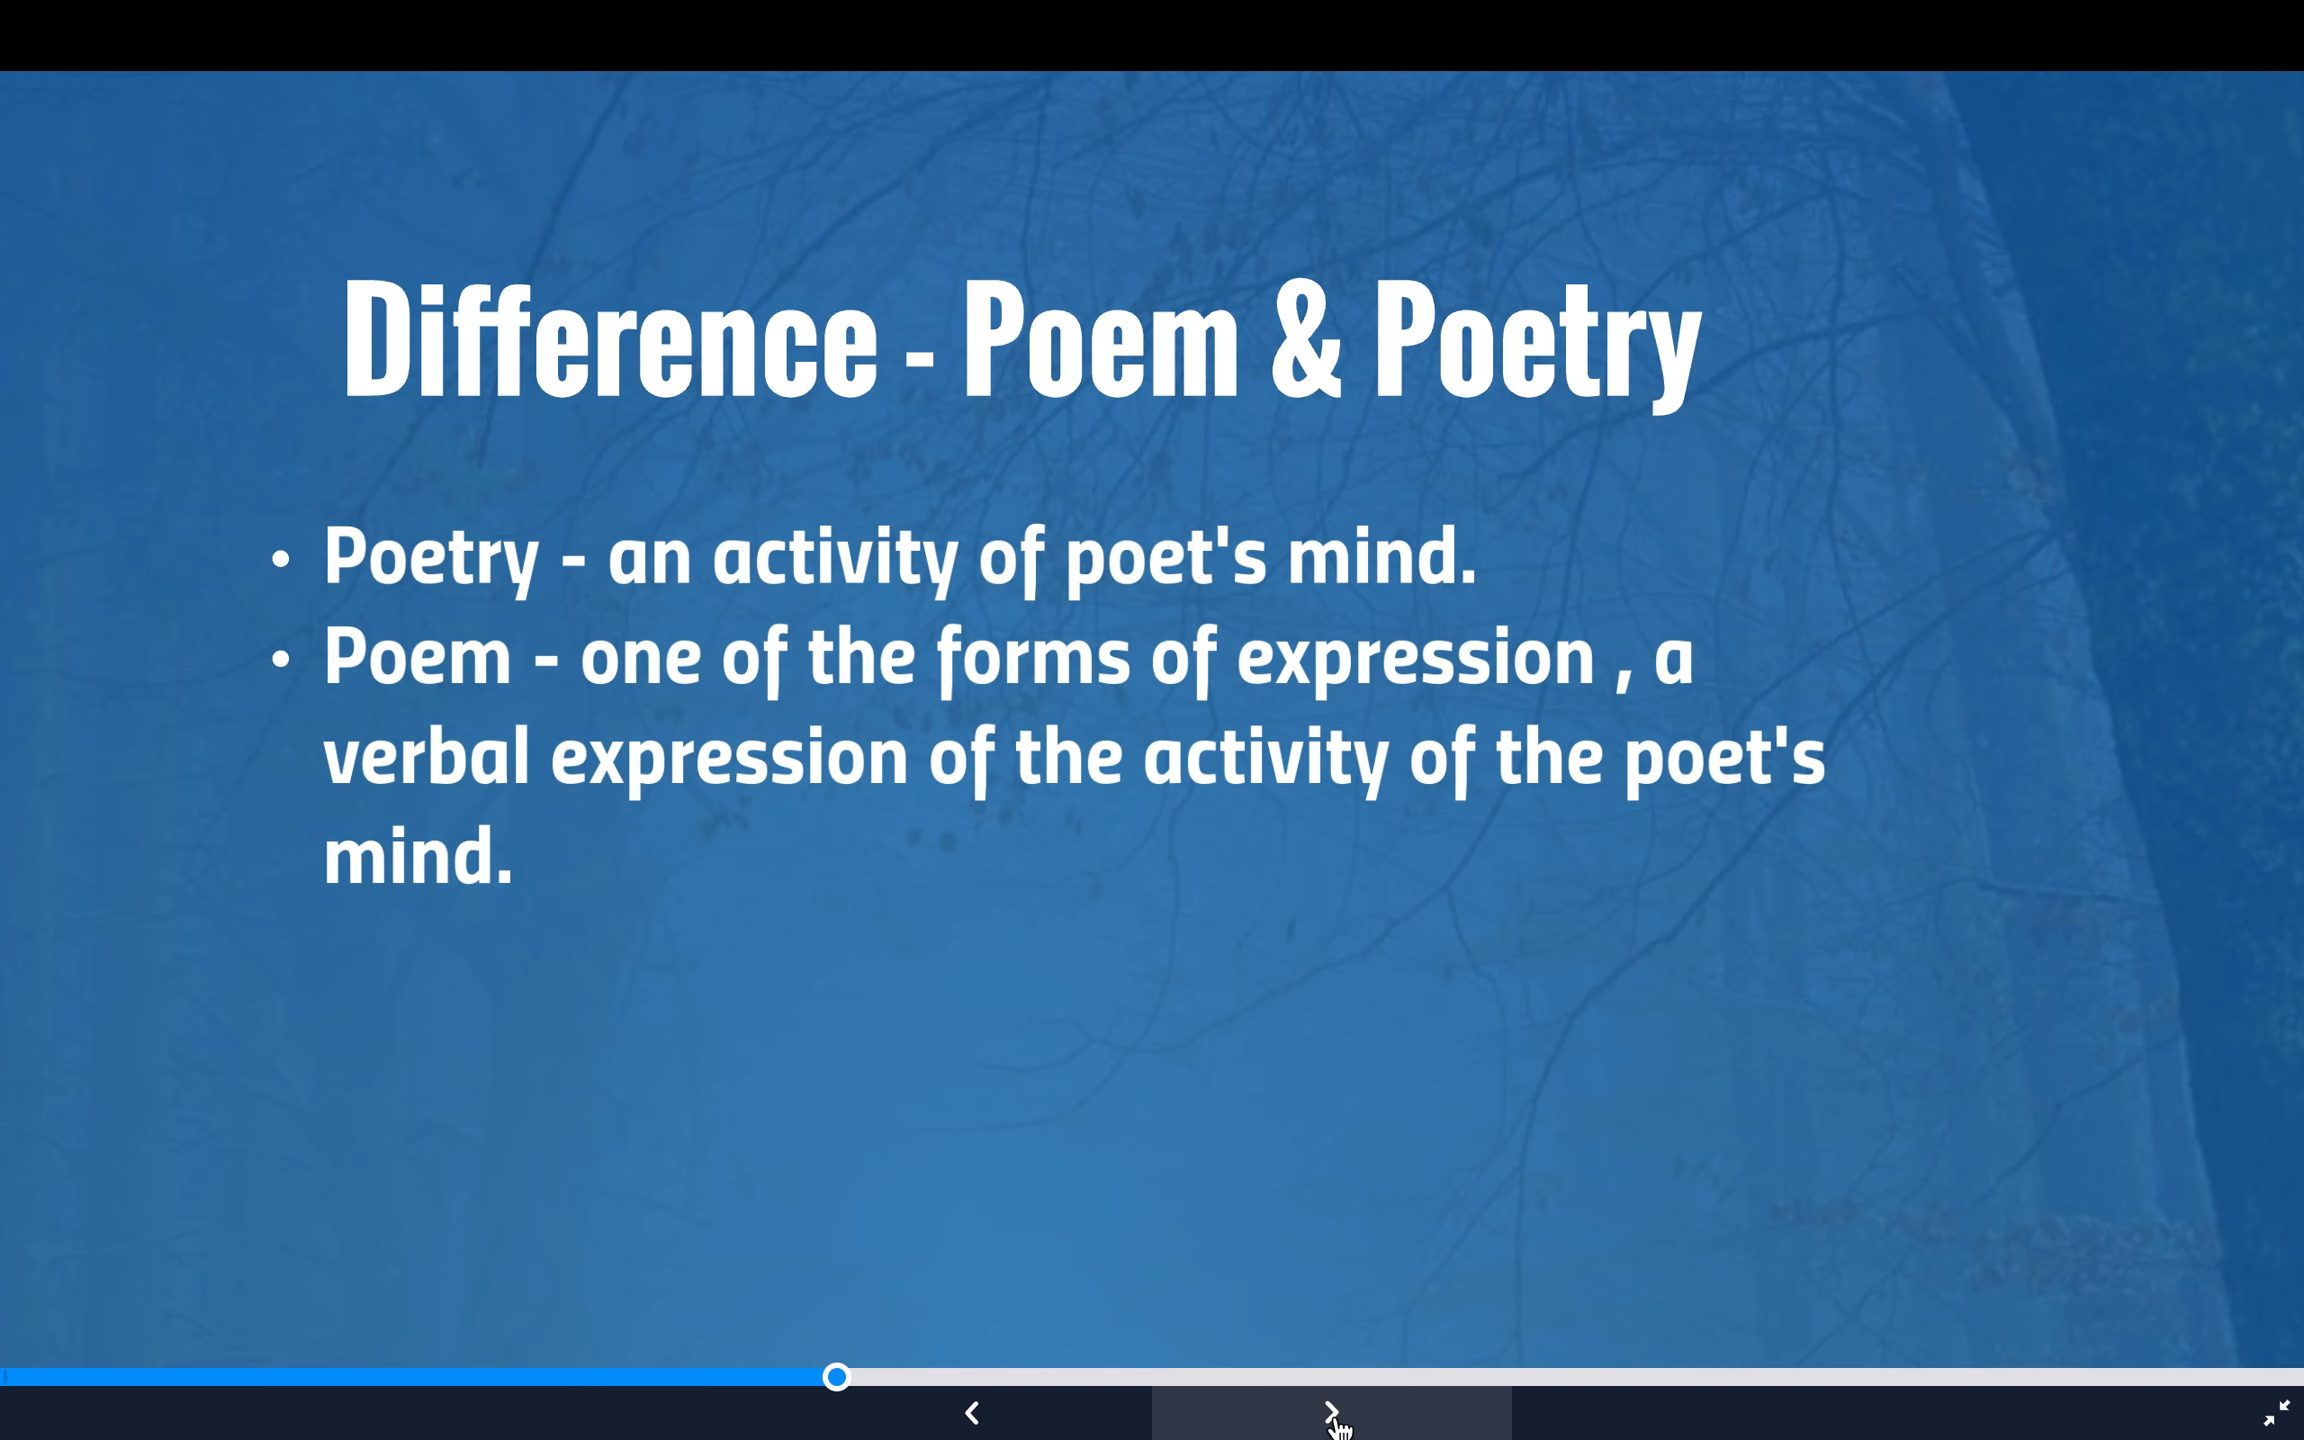 Difference - Poem & Poetry
• Poetry - an activity of poet's mind.
• Poem - one of the forms of expression , a
verbal expression of the activity of the poet's
mind.